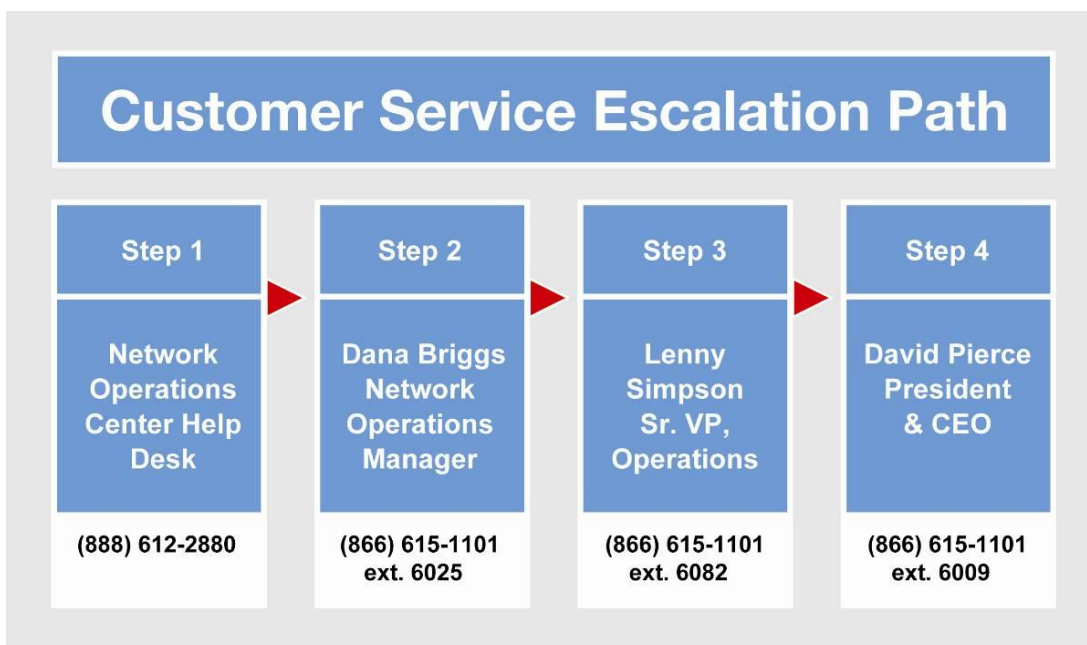 Customer Service Escalation Path
Step 1
Network
Operations
Center Help
Desk
(888) 612-2880
Step 2
Dana Briggs
Network
Operations
Manager
(866) 615-1101
ext. 6025
Step 3
Lenny
Simpson
Sr. VP,
Operations
(866) 615-1101
ext. 6082
Step 4
David Pierce
President
& CEO
(866) 615-1101
ext. 6009